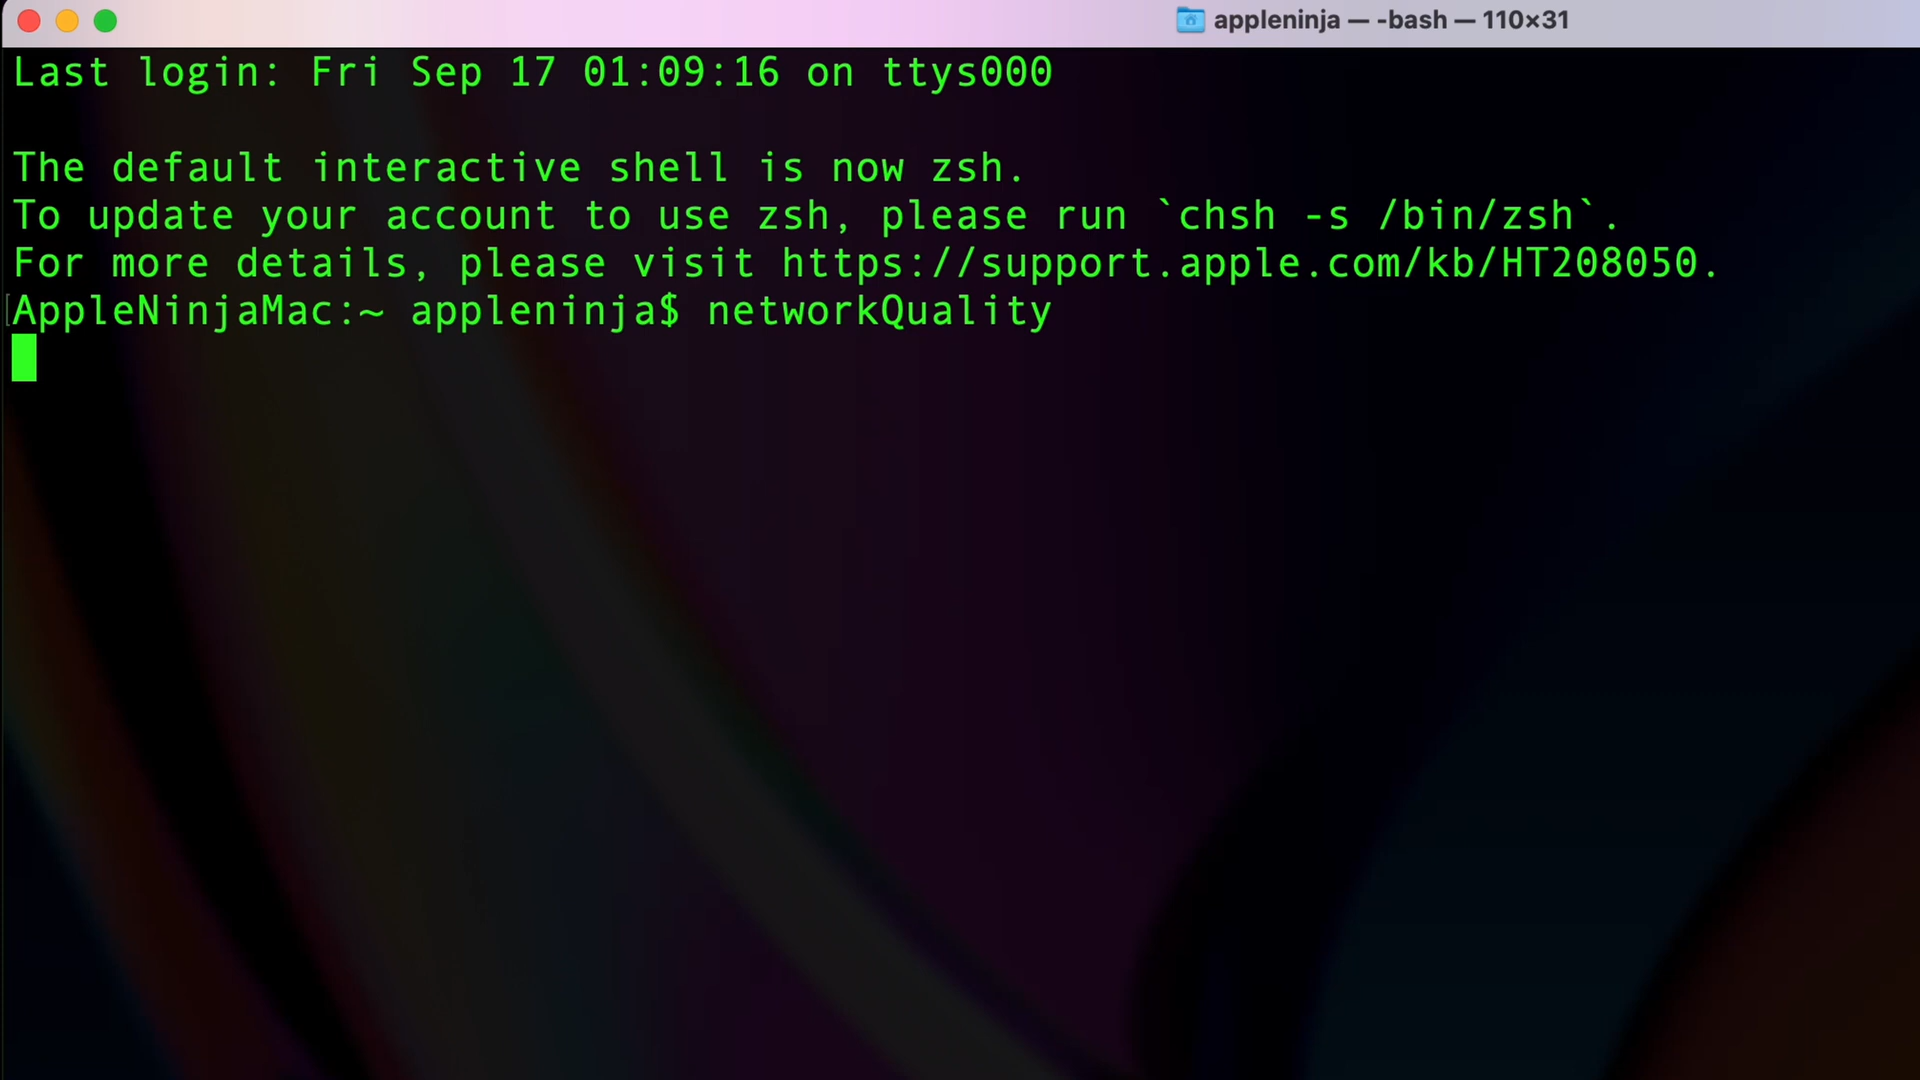 appleninja — -bash — 110×31
Last login: Fri Sep 17 01:09:16 on ttys000
The default interactive shell is now zsh.
To update your account to use zsh, please run `chsh -s /bin/zsh`.
For more details, please visit https://support.apple.com/kb/HT208050.
AppleNinjaMac:~ appleninja$ networkQuality